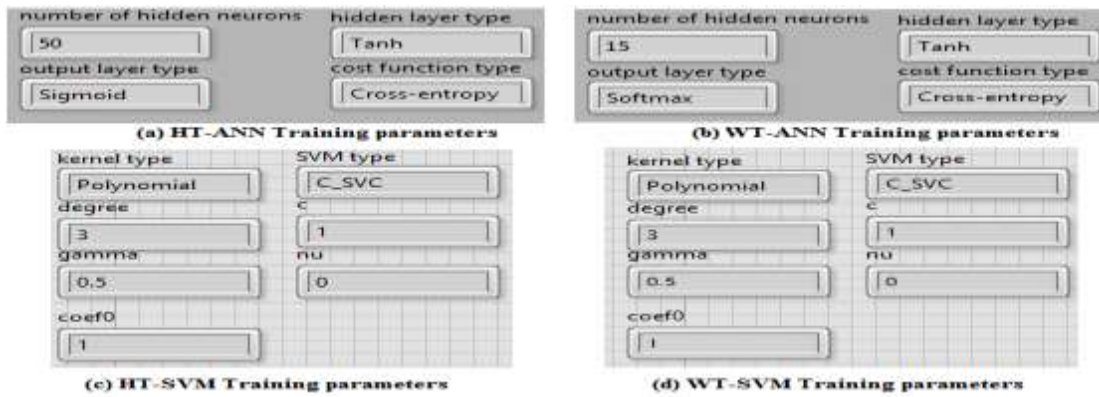 number of hidden neurons
hidden layer type
50
Tanh
output layer type
cost function type
Sigmoid
Cross-entropy
(a) HT-ANN Training parameters
number of hidden neurons
hidden layer type
15
Tanh
output layer type
cost function type
Softmax
Cross-entropy
(b) WT-ANN Training parameters
kernel type
SVM type
Polynomial
C_SVC
degree
c
3
1
gamma
nu
0.5
0
coef0
1
(c) HT-SVM Training parameters
kernel type
SVM type
Polynomial
C_SVC
degree
c
3
1
gamma
nu
0.5
0
coef0
1
(d) WT-SVM Training parameters